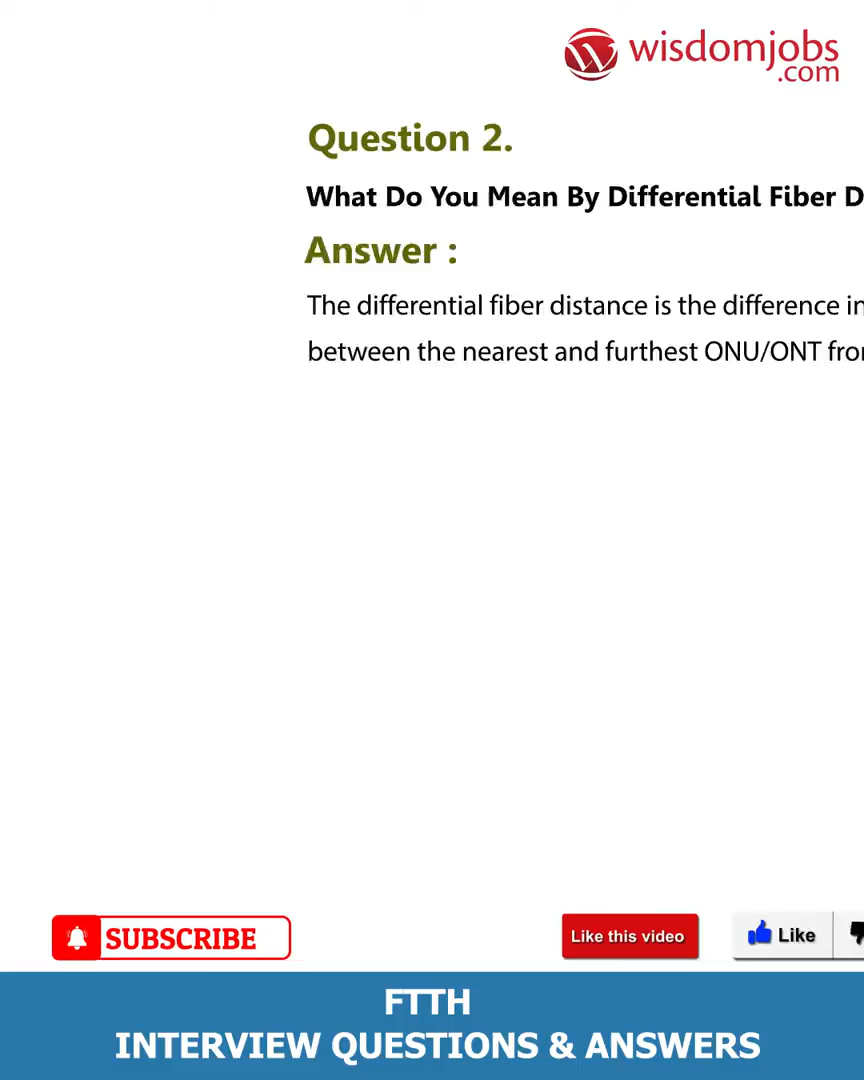 wisdomjobs
.com
Question 2.
What Do You Mean By Differential Fiber
Answer :
The differential fiber distance is the difference in
between the nearest and furthest ONU/ONT
SUBSCRIBE
Like this video
Like
FTTH
INTERVIEW QUESTIONS & ANSWERS